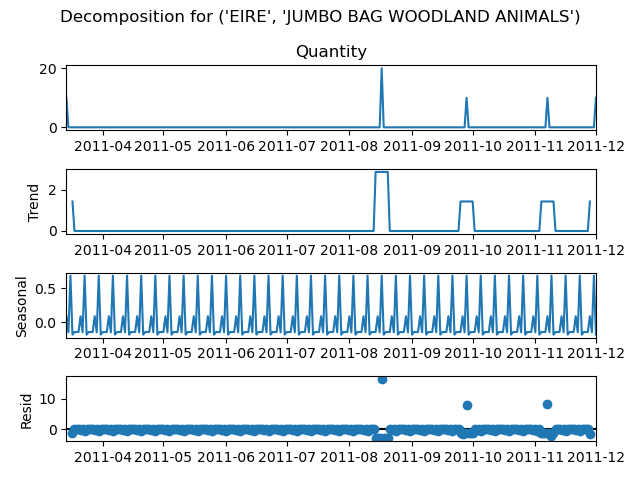 Decomposition for ('EIRE', 'JUMBO BAG WOODLAND ANIMALS')
Quantity
20
0
2011-04 2011-05 2011-06 2011-07 2011-08 2011-09 2011-10 2011-11 2011-12
Trend
2
0
2011-04 2011-05 2011-06 2011-07 2011-08 2011-09 2011-10 2011-11 2011-12
Seasonal
0.5
0.0
2011-04 2011-05 2011-06 2011-07 2011-08 2011-09 2011-10 2011-11 2011-12
Resid
10
0
2011-04 2011-05 2011-06 2011-07 2011-08 2011-09 2011-10 2011-11 2011-12